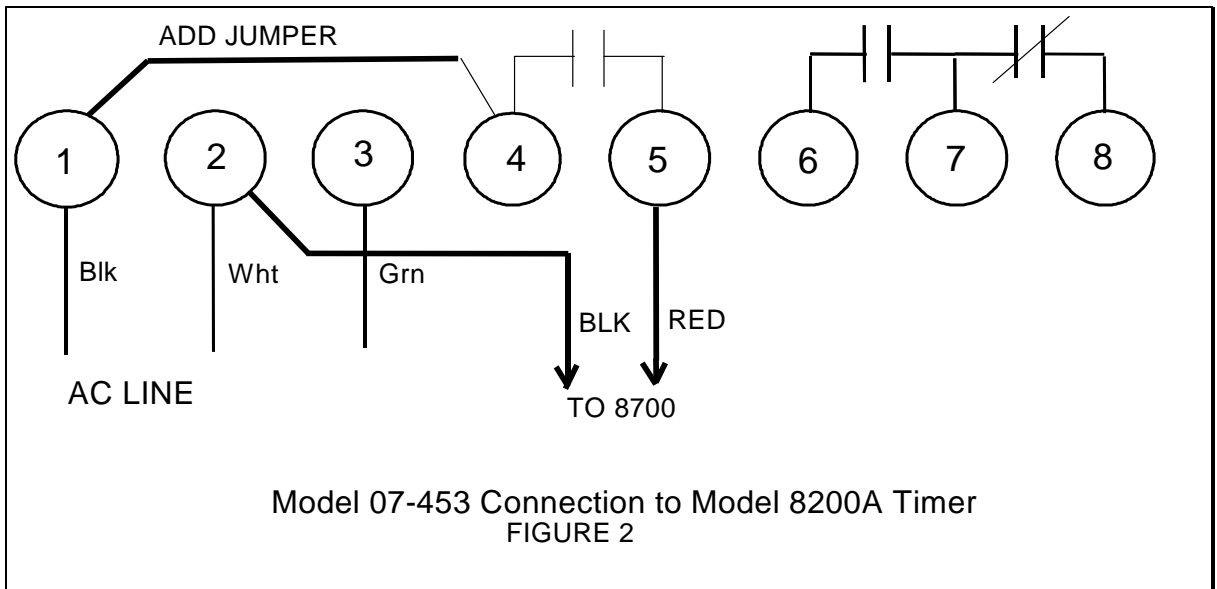 ADD JUMPER
1 2 3 4 5 6 7 8
Blk Wht Grn
BLK RED
AC LINE
TO 8700
Model 07-453 Connection to Model 8200A Timer
FIGURE 2